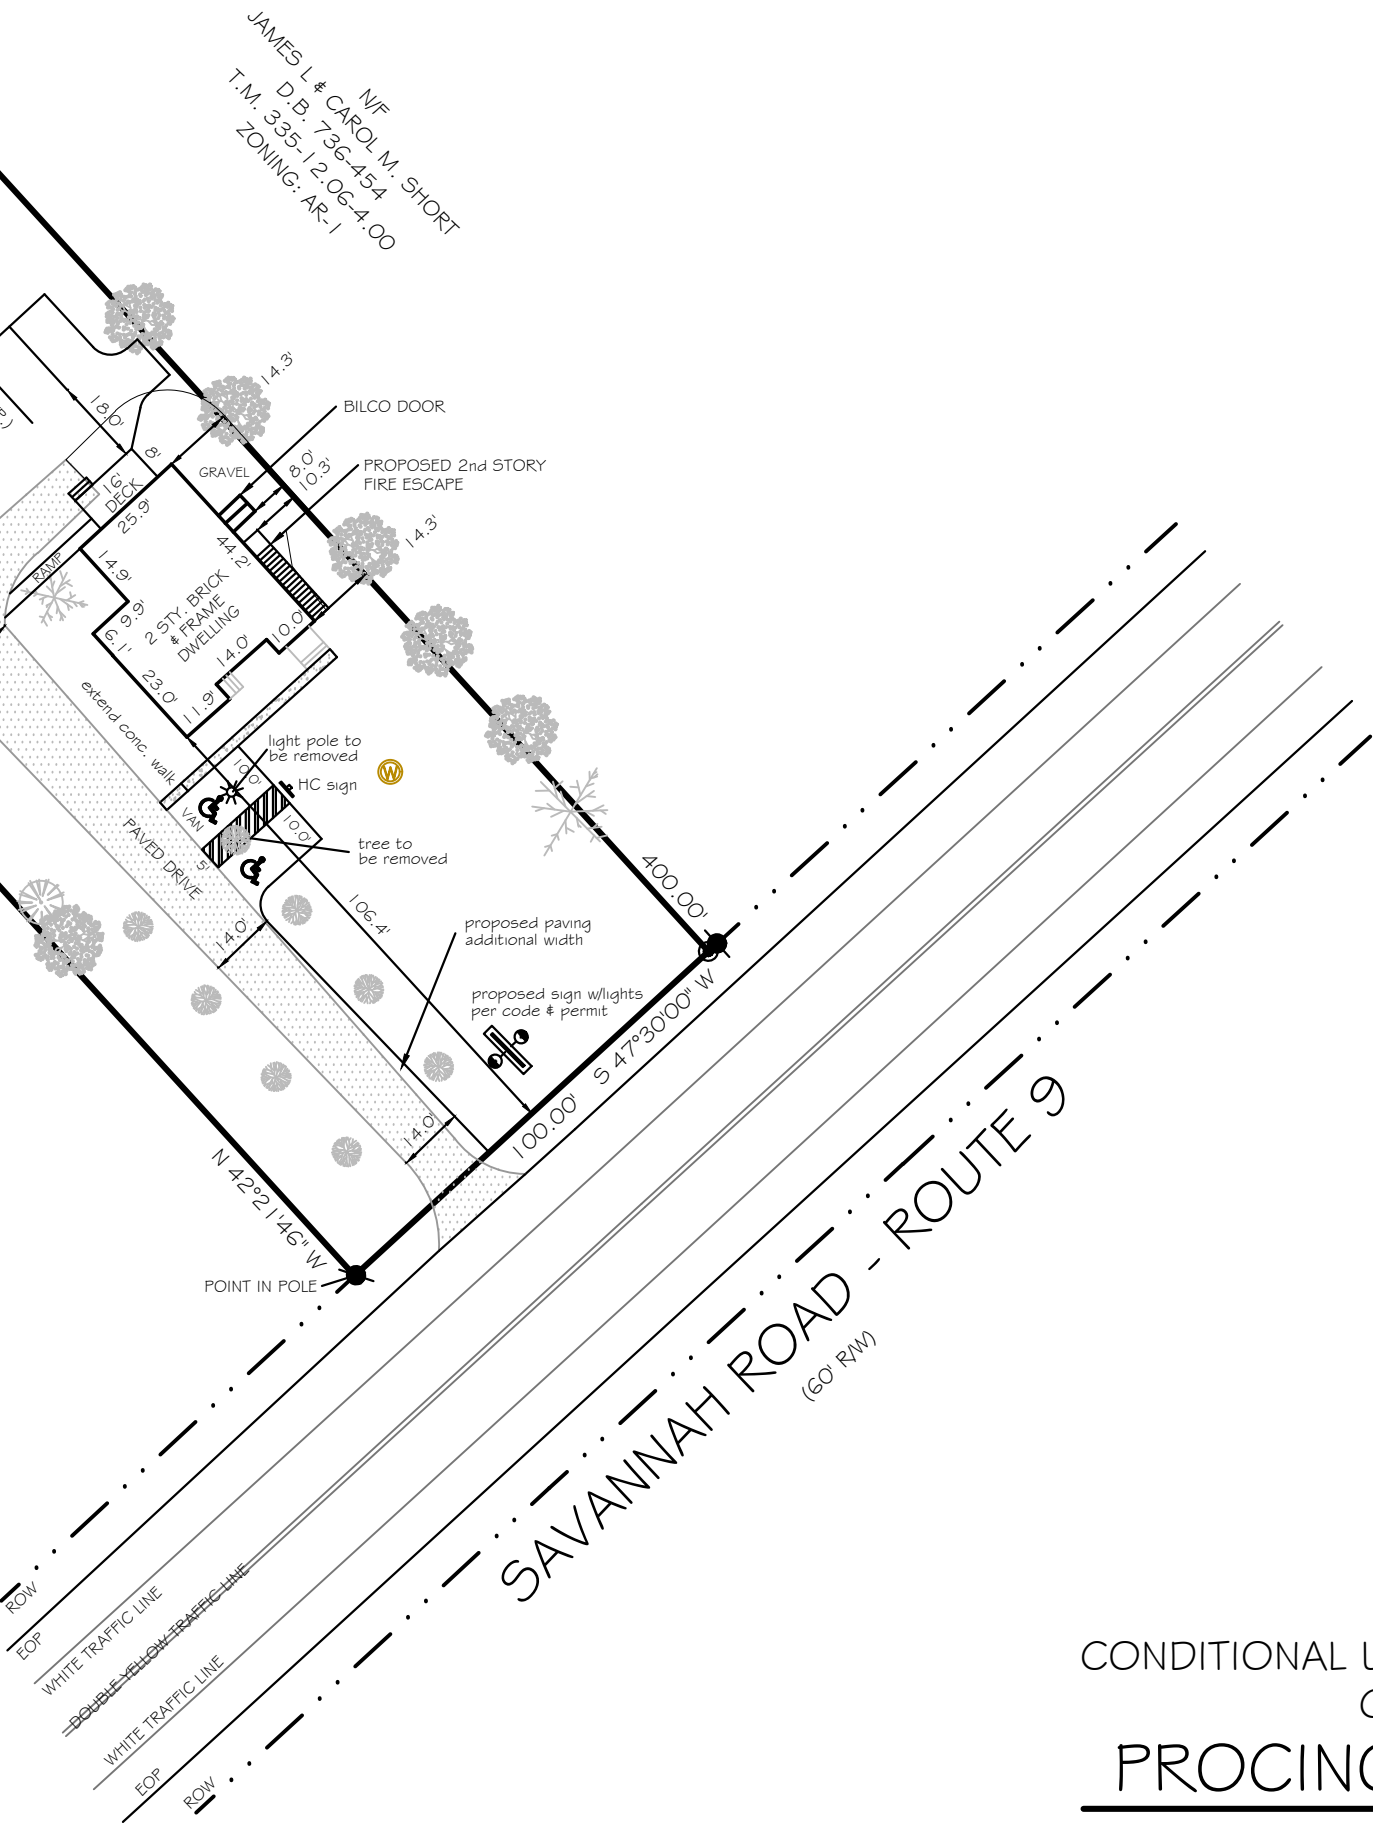 N/F
JAMES L & CAROL M. SHORT
D.B. 736-454
T.M. 335-12.06-4.00
ZONING: AR-1
14.3'
BILCO DOOR
18.0'
8'
GRAVEL
8.0'
10.3'
PROPOSED 2nd STORY
FIRE ESCAPE
16'
DECK
25.9'
14.3'
44.2'
RAMP
14.9'
9.9'
6.1'
2 STY. BRICK
& FRAME
DWELLING
10.0'
14.0'
23.0'
11.9'
extend conc. walk
light pole to
be removed
10.0'
HC sign
W
VAN
10.0'
PAVED DRIVE
5'
tree to
be removed
400.00'
106.4'
14.0'
proposed paving
additional width
proposed sign w/lights
per code & permit
S 47°30'00" W
100.00'
14.0'
N 42°21'46" W
POINT IN POLE
SAVANNAH ROAD - ROUTE 9
(60' R/W)
ROW
EOP
WHITE TRAFFIC LINE
DOUBLE YELLOW TRAFFIC LINE
WHITE TRAFFIC LINE
EOP
ROW
CONDITIONAL
PROCINO